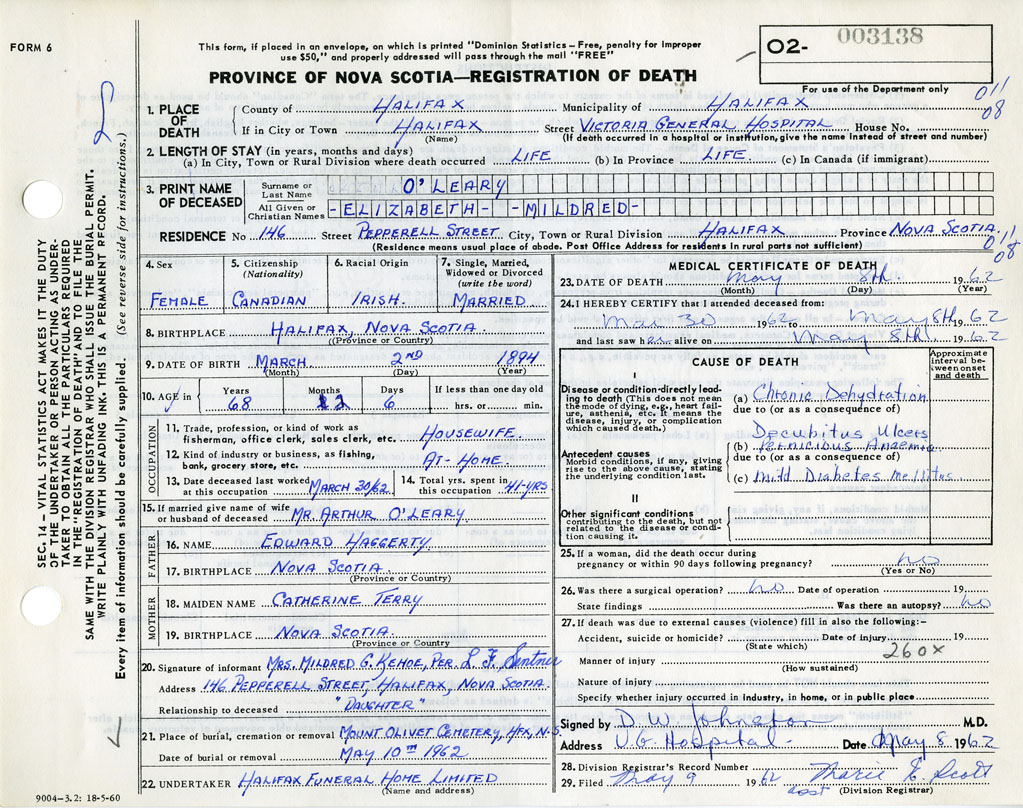 FORM 6
This form, if placed in an envelope, on which is printed "Dominion Statistics – Free, penalty for improper
use $50," and properly addressed will pass through the mail "FREE"
PROVINCE OF NOVA SCOTIA—REGISTRATION OF DEATH
02- 003138
For use of the Department only
011
08
1. PLACE OF DEATH
County of HALIFAX Municipality of HALIFAX
If in City or Town HALIFAX Street VICTORIA GENERAL HOSPITAL House No.
(Name) (If death occurred in a hospital or institution, give the name instead of street and number)
2. LENGTH OF STAY (in years, months and days)
(a) In City, Town or Rural Division where death occurred LIFE (b) In Province LIFE (c) In Canada (if immigrant)
3. PRINT NAME OF DECEASED
Surname or Last Name O'LEARY
All Given or Christian Names -ELIZABETH- -MILDRED-
RESIDENCE No 146 Street PEPPERELL STREET City, Town or Rural Division HALIFAX Province NOVA SCOTIA
(Residence means usual place of abode. Post Office Address for residents in rural parts not sufficient)
011
08
4. Sex FEMALE
5. Citizenship (Nationality) CANADIAN
6. Racial Origin IRISH.
7. Single, Married, Widowed or Divorced (write the word) MARRIED
8. BIRTHPLACE HALIFAX, NOVA SCOTIA
(Province or Country)
9. DATE OF BIRTH MARCH 2ND 1894
(Month) (Day) (Year)
10. AGE in Years 68 Months 2 Days 6 If less than one day old hrs. or min.
OCCUPATION
11. Trade, profession, or kind of work as
fisherman, office clerk, sales clerk, etc. HOUSEWIFE.
12. Kind of industry or business, as fishing,
bank, grocery store, etc. AT-HOME.
13. Date deceased last worked at this occupation MARCH 30/62
14. Total yrs. spent in this occupation 41-YRS
15. If married give name of wife
or husband of deceased MR. ARTHUR O'LEARY
FATHER
16. NAME EDWARD HAGGERTY
17. BIRTHPLACE NOVA SCOTIA
(Province or Country)
MOTHER
18. MAIDEN NAME CATHERINE TERRY
19. BIRTHPLACE NOVA SCOTIA
(Province or Country)
20. Signature of informant MRS. MILDRED G. KEHOE, PER L. F. Sentner
Address 146 PEPPERELL STREET, HALIFAX, NOVA SCOTIA
Relationship to deceased "DAUGHTER"
21. Place of burial, cremation or removal MOUNT OLIVET CEMETERY, HFX, N.S.
Date of burial or removal MAY 10TH 1962
22. UNDERTAKER HALIFAX FUNERAL HOME LIMITED
(Name and address)
9004-3.2: 18-5-60
MEDICAL CERTIFICATE OF DEATH
23. DATE OF DEATH May 8th. 1962
(Month) (Day) (Year)
24. I HEREBY CERTIFY that I attended deceased from:
Mar 30 1962 to May 8th 1962
and last saw her alive on May 8th. 1962
CAUSE OF DEATH
Approximate interval between onset and death
I
Disease or condition directly leading to death (This does not mean the mode of dying, e.g., heart failure, asthenia, etc. It means the disease, injury, or complication which caused death.)
(a) Chronic Dehydration
due to (or as a consequence of)
Decubitus Ulcers
Antecedent causes
Morbid conditions, if any, giving rise to the above cause, stating the underlying condition last.
(b) Pernicious Anaemia
due to (or as a consequence of)
(c) Mild Diabetes mellitus
II
Other significant conditions
contributing to the death, but not related to the disease or condition causing it.
25. If a woman, did the death occur during
pregnancy or within 90 days following pregnancy? no
(Yes or No)
26. Was there a surgical operation? no Date of operation 19
State findings Was there an autopsy? no
27. If death was due to external causes (violence) fill in also the following:-
Accident, suicide or homicide? Date of injury 19
(State which) 260x
Manner of injury
(How sustained)
Nature of injury
Specify whether injury occurred in industry, in home, or in public place
Signed by D. W. Johnston M.D.
Address V.G. Hospital - Date May 8 1962
28. Division Registrar's Record Number
29. Filed May 9 1962 Marie E. Scott
(Division Registrar)
SEC. 14 – VITAL STATISTICS ACT MAKES IT THE DUTY
OF THE UNDERTAKER OR PERSON ACTING AS UNDER-
TAKER TO OBTAIN ALL THE PARTICULARS REQUIRED
IN THE "REGISTRATION OF DEATH" AND TO FILE THE
SAME WITH THE DIVISION REGISTRAR WHO SHALL ISSUE THE BURIAL PERMIT.
WRITE PLAINLY WITH UNFADING INK. THIS IS A PERMANENT RECORD.
Every item of information should be carefully supplied. (See reverse side for instructions.)